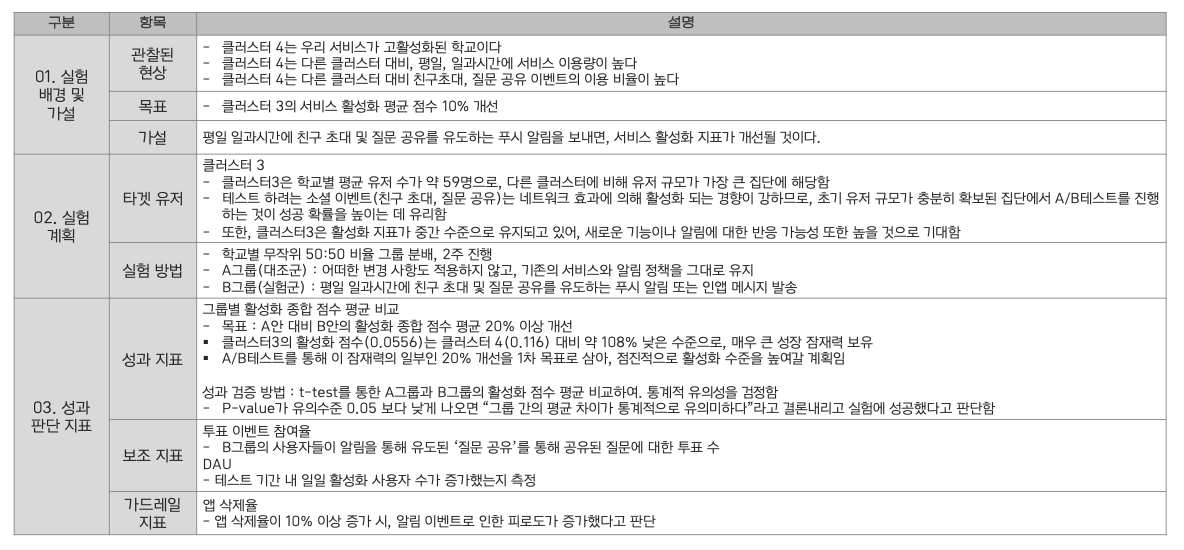 구분 항목 설명
01. 실험
배경 및
가설
관찰된
현상
- 클러스터 4는 우리 서비스가 고활성화된 학교이다
- 클러스터 4는 다른 클러스터 대비, 평일, 일과시간에 서비스 이용량이 높다
- 클러스터 4는 다른 클러스터 대비 친구초대, 질문 공유 이벤트의 이용 비율이 높다
목표
- 클러스터 3의 서비스 활성화 평균 점수 10% 개선
가설
평일 일과시간에 친구 초대 및 질문 공유를 유도하는 푸시 알림을 보내면, 서비스 활성화 지표가 개선될 것이다.
02. 실험
계획
타겟 유저
클러스터 3
- 클러스터3은 학교별 평균 유저 수가 약 59명으로, 다른 클러스터에 비해 유저 규모가 가장 큰 집단에 해당함
- 테스트 하려는 소셜 이벤트(친구 초대, 질문 공유)는 네트워크 효과에 의해 활성화 되는 경향이 강하므로, 초기 유저 규모가 충분히 확보된 집단에서 A/B테스트를 진행
하는 것이 성공 확률을 높이는 데 유리함
- 또한, 클러스터3은 활성화 지표가 중간 수준으로 유지되고 있어, 새로운 기능이나 알림에 대한 반응 가능성 또한 높을 것으로 기대함
실험 방법
- 학교별 무작위 50:50 비율 그룹 분배, 2주 진행
- A그룹(대조군) : 어떠한 변경 사항도 적용하지 않고, 기존의 서비스와 알림 정책을 그대로 유지
- B그룹(실험군) : 평일 일과시간에 친구 초대 및 질문 공유를 유도하는 푸시 알림 또는 인앱 메시지 발송
03. 성과
판단 지표
성과 지표
그룹별 활성화 종합 점수 평균 비교
- 목표 : A안 대비 B안의 활성화 종합 점수 평균 20% 이상 개선
▪ 클러스터3의 활성화 점수(0.0556)는 클러스터 4(0.116) 대비 약 108% 낮은 수준으로, 매우 큰 성장 잠재력 보유
▪ A/B테스트를 통해 이 잠재력의 일부인 20% 개선을 1차 목표로 삼아, 점진적으로 활성화 수준을 높여갈 계획임
성과 검증 방법 : t-test를 통한 A그룹과 B그룹의 활성화 점수 평균 비교하여. 통계적 유의성을 검정함
- P-value가 유의수준 0.05 보다 낮게 나오면 “그룹 간의 평균 차이가 통계적으로 유의미하다”라고 결론내리고 실험에 성공했다고 판단함
보조 지표
투표 이벤트 참여율
- B그룹의 사용자들이 알림을 통해 유도된 ‘질문 공유’를 통해 공유된 질문에 대한 투표 수
DAU
- 테스트 기간 내 일일 활성화 사용자 수가 증가했는지 측정
가드레일
지표
앱 삭제율
- 앱 삭제율이 10% 이상 증가 시, 알림 이벤트로 인한 피로도가 증가했다고 판단